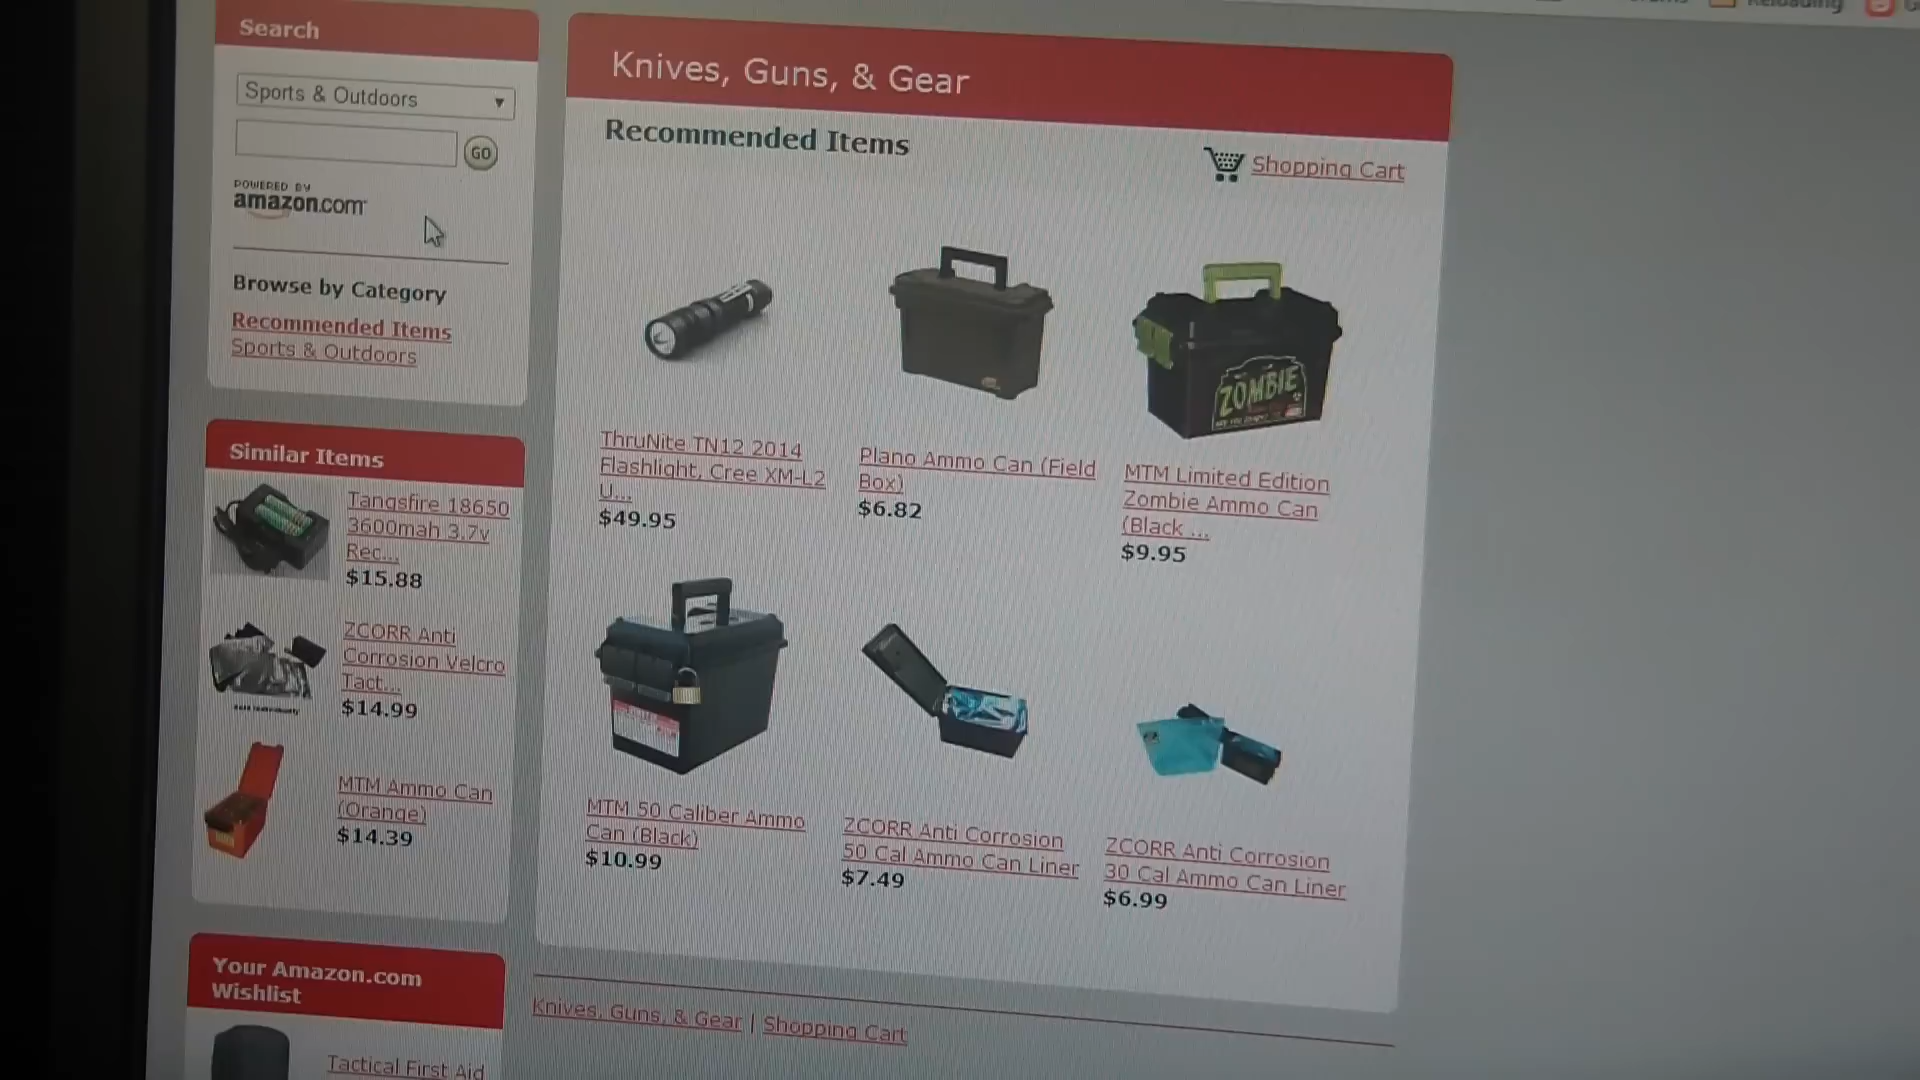 Reloading
Search
Sports & Outdoors
GO
POWERED BY
amazon.com
Browse by Category
Recommended Items
Sports & Outdoors
Similar Items
Tangsfire 18650
3600mah 3.7v
Rec...
$15.88
ZCORR Anti
Corrosion Velcro
Tact...
$14.99
MTM Ammo Can
(Orange)
$14.39
Your Amazon.com
Wishlist
Tactical First Aid
Knives, Guns, & Gear
Recommended Items
Shopping Cart
ZOMBIE
ThruNite TN12 2014
Flashlight, Cree XM-L2
U...
$49.95
Plano Ammo Can (Field
Box)
$6.82
MTM Limited Edition
Zombie Ammo Can
(Black ...
$9.95
MTM 50 Caliber Ammo
Can (Black)
$10.99
ZCORR Anti Corrosion
50 Cal Ammo Can Liner
$7.49
ZCORR Anti Corrosion
30 Cal Ammo Can Liner
$6.99
Knives, Guns, & Gear | Shopping Cart